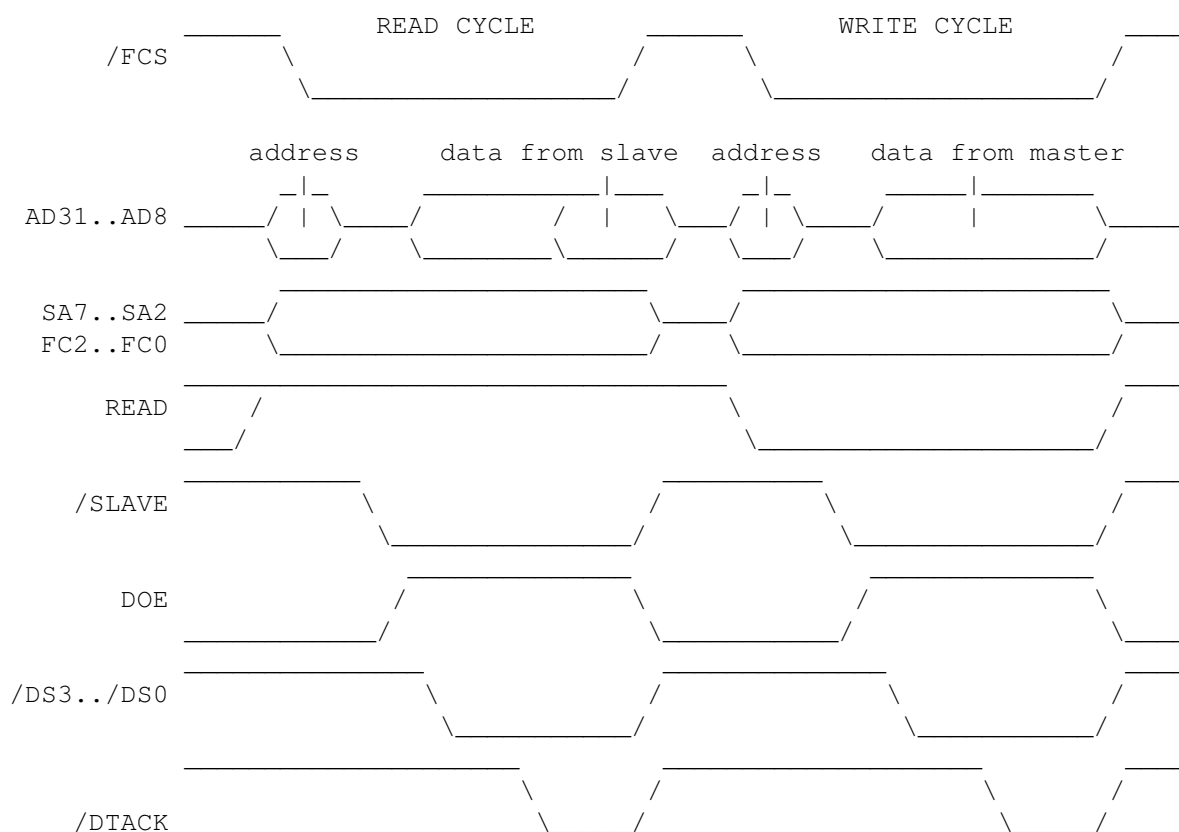 READ CYCLE WRITE CYCLE
/FCS
address data from slave address data from master
AD31..AD8
SA7..SA2
FC2..FC0
READ
/SLAVE
DOE
/DS3../DS0
/DTACK